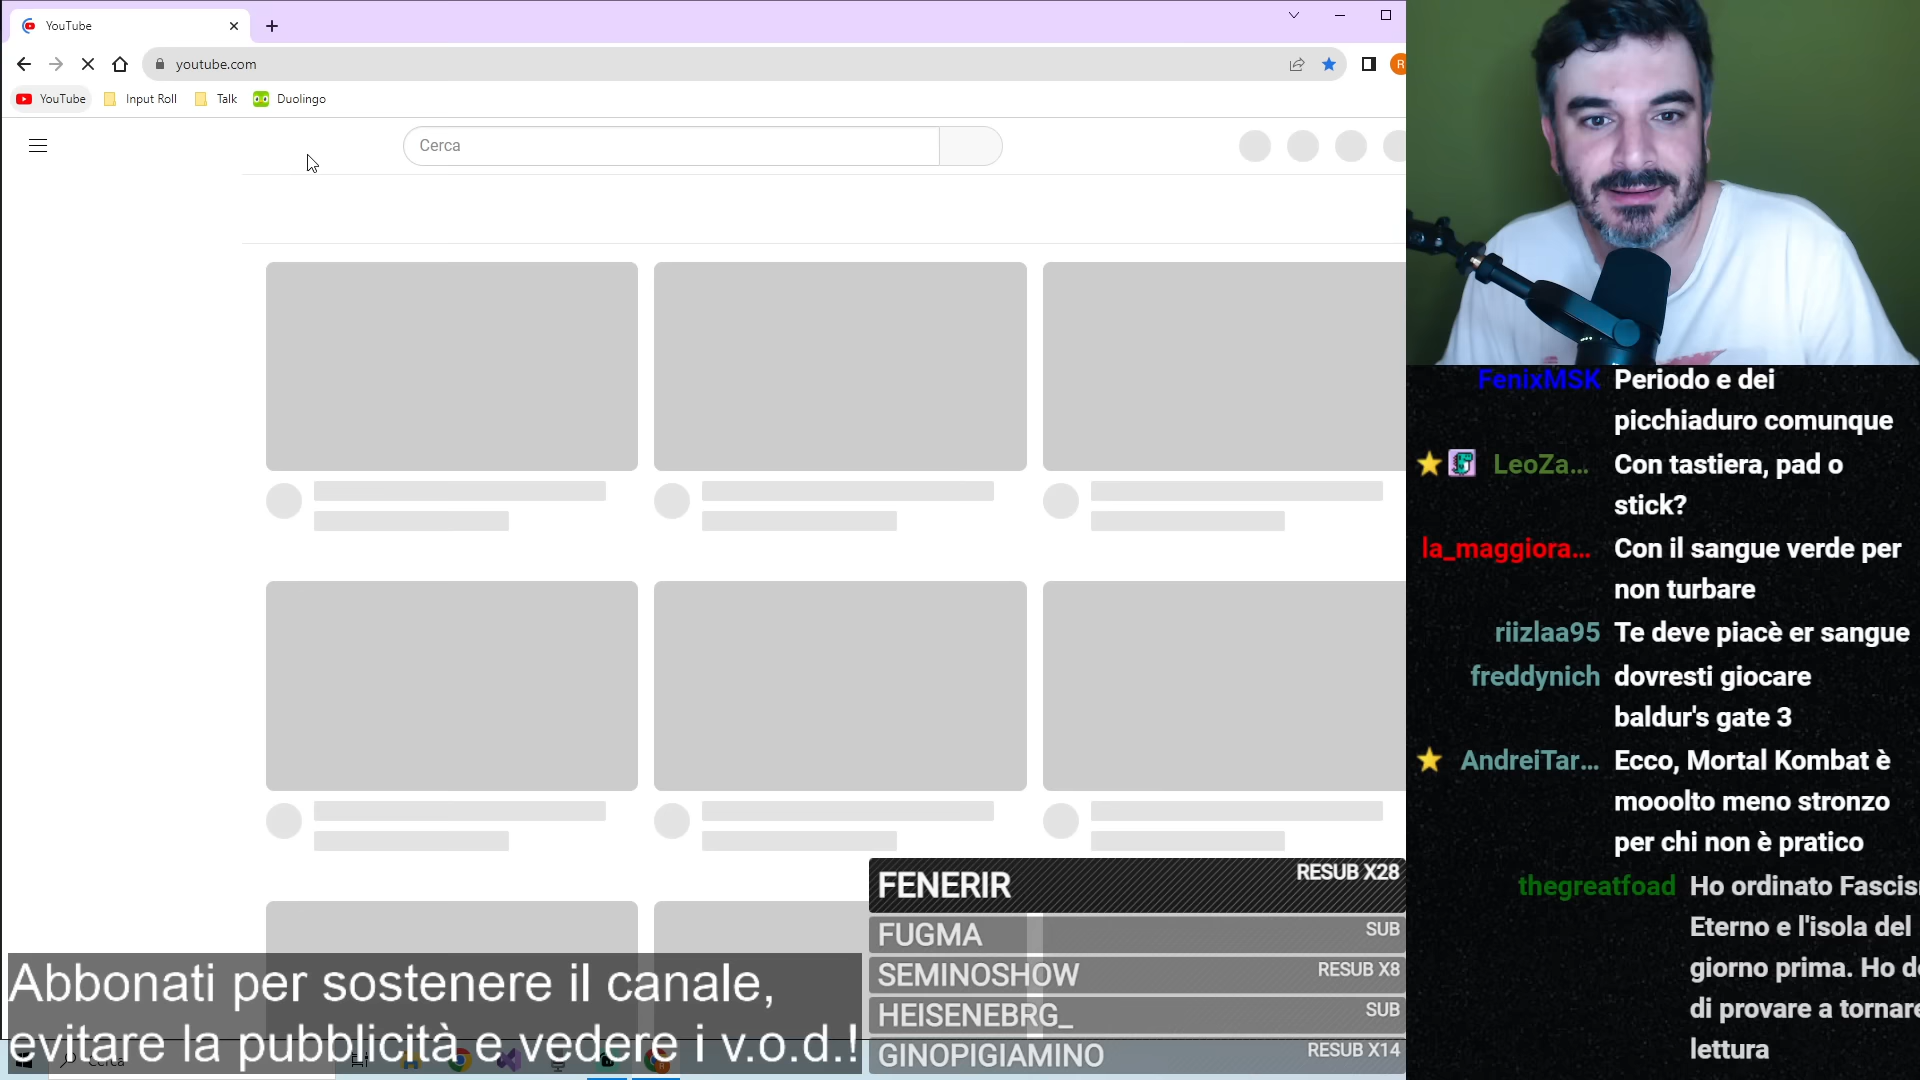 YouTube
youtube.com
R
YouTube
Input Roll
Talk
Duolingo
Cerca
FenixMSK Periodo e dei
picchiaduro comunque
LeoZa... Con tastiera, pad o
stick?
la_maggiora... Con il sangue verde per
non turbare
riizlaa95 Te deve piacè er sangue
freddynich dovresti giocare
baldur's gate 3
AndreiTar... Ecco, Mortal Kombat è
mooolto meno stronzo
per chi non è pratico
thegreatfoad Ho ordinato
Eterno e l'isola del
giorno prima. Ho
di provare a
lettura
FENERIR RESUB X28
FUGMA SUB
SEMINOSHOW RESUB X8
HEISENEBRG_ SUB
GINOPIGIAMINO RESUB X14
Abbonati per sostenere il canale,
evitare la pubblicità e vedere i v.o.d.!
Cerca